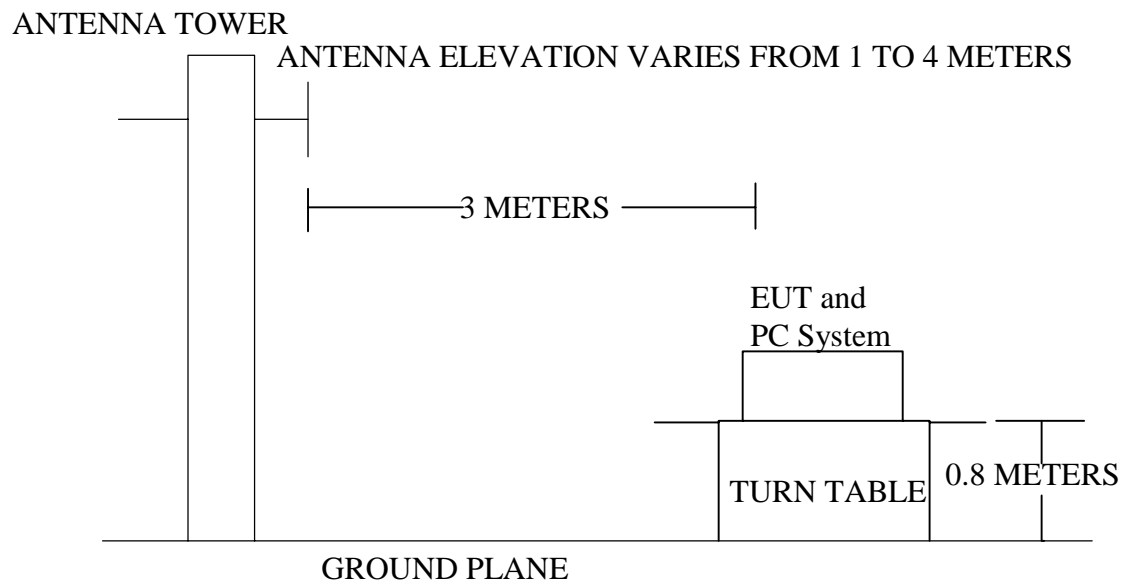 ANTENNA TOWER
ANTENNA ELEVATION VARIES FROM 1 TO 4 METERS
3 METERS
EUT and
PC System
0.8 METERS
TURN TABLE
GROUND PLANE